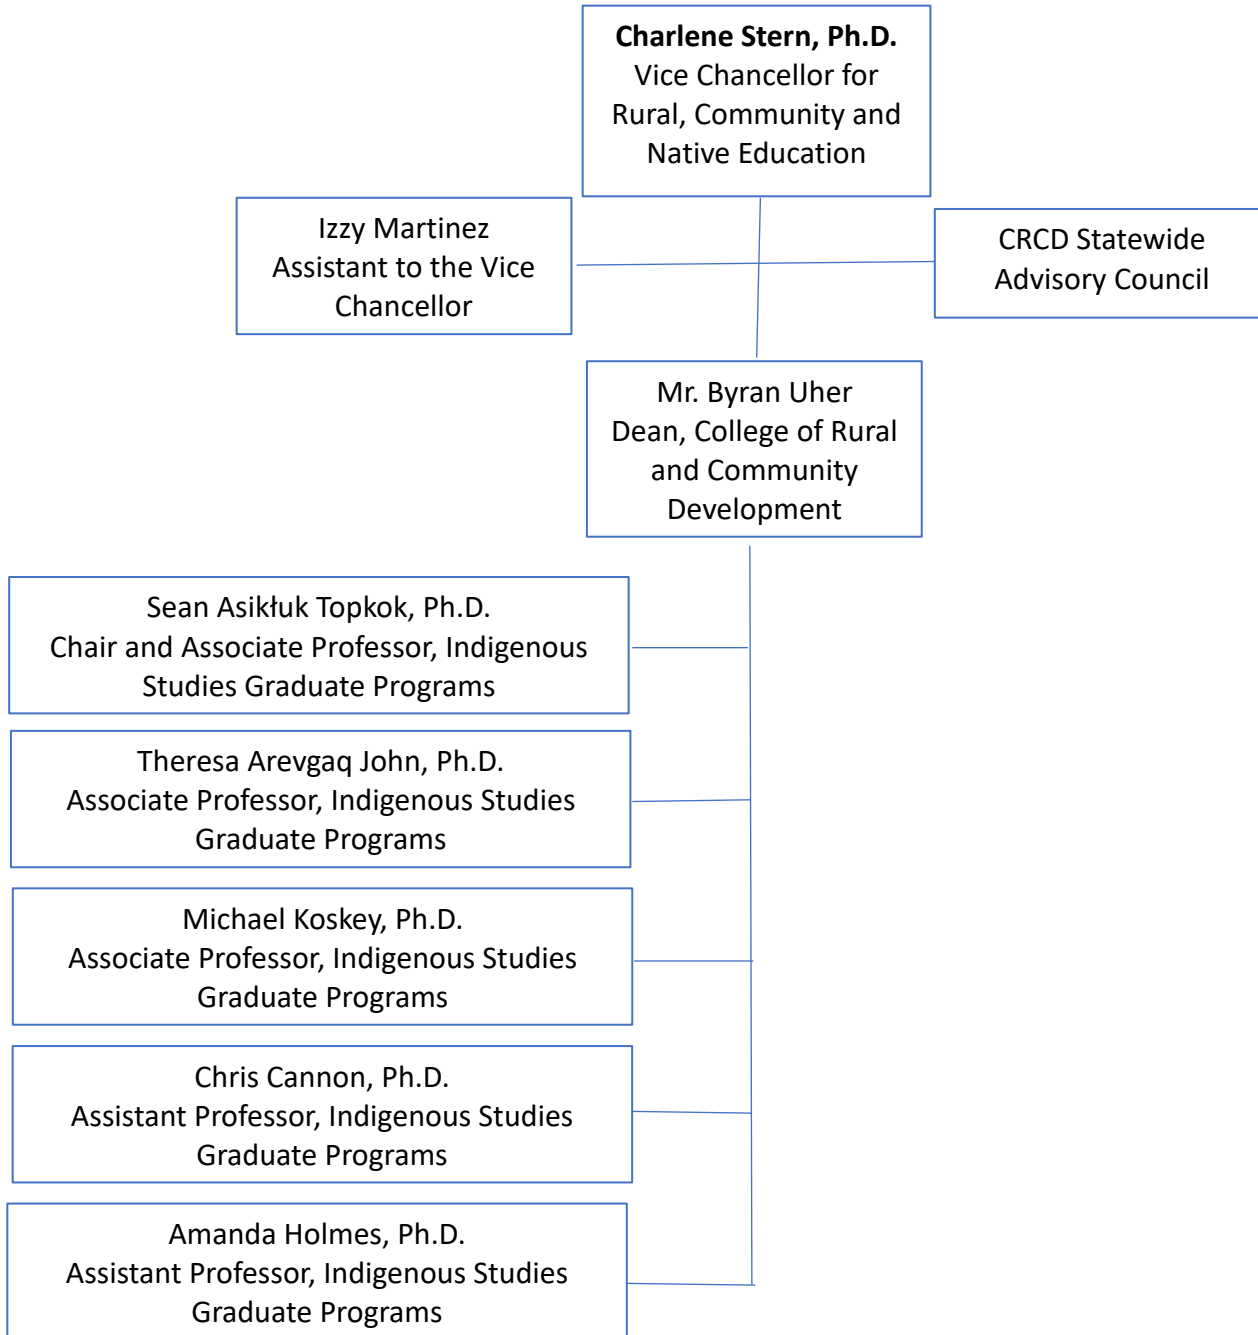 Charlene Stern, Ph.D.
Vice Chancellor for
Rural, Community and
Native Education
Izzy Martinez
Assistant to the Vice
Chancellor
CRCD Statewide
Advisory Council
Mr. Byran Uher
Dean, College of Rural
and Community
Development
Sean Asikłuk Topkok, Ph.D.
Chair and Associate Professor, Indigenous
Studies Graduate Programs
Theresa Arevgaq John, Ph.D.
Associate Professor, Indigenous Studies
Graduate Programs
Michael Koskey, Ph.D.
Associate Professor, Indigenous Studies
Graduate Programs
Chris Cannon, Ph.D.
Assistant Professor, Indigenous Studies
Graduate Programs
Amanda Holmes, Ph.D.
Assistant Professor, Indigenous Studies
Graduate Programs